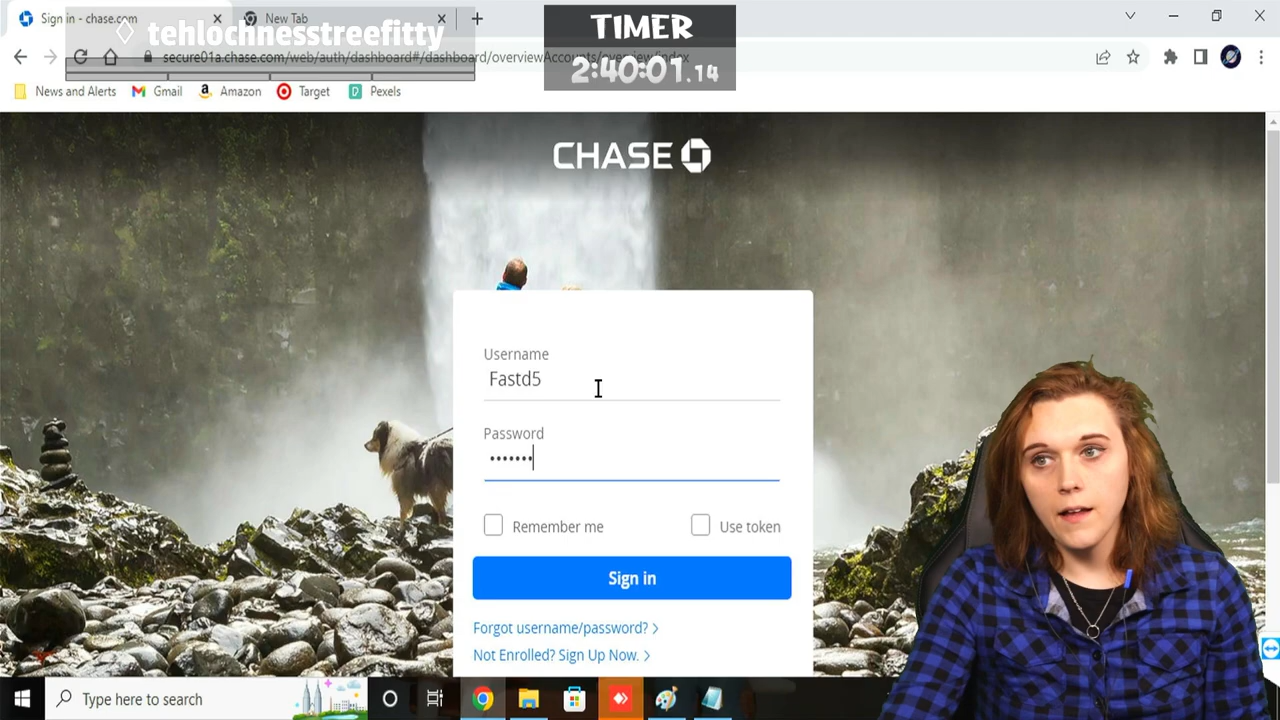 Sign in - chase.com
New Tab
tehlochnesstreefitty
TIMER
2:40:01.14
secure01a.chase.com/web/auth/dashboard#/dashboard/overviewAccounts/overview/index
News and Alerts
Gmail
Amazon
Target
Pexels
CHASE
Username
Fastd5
Password
•••••••
Remember me
Use token
Sign in
Forgot username/password? >
Not Enrolled? Sign Up Now. >
Type here to search